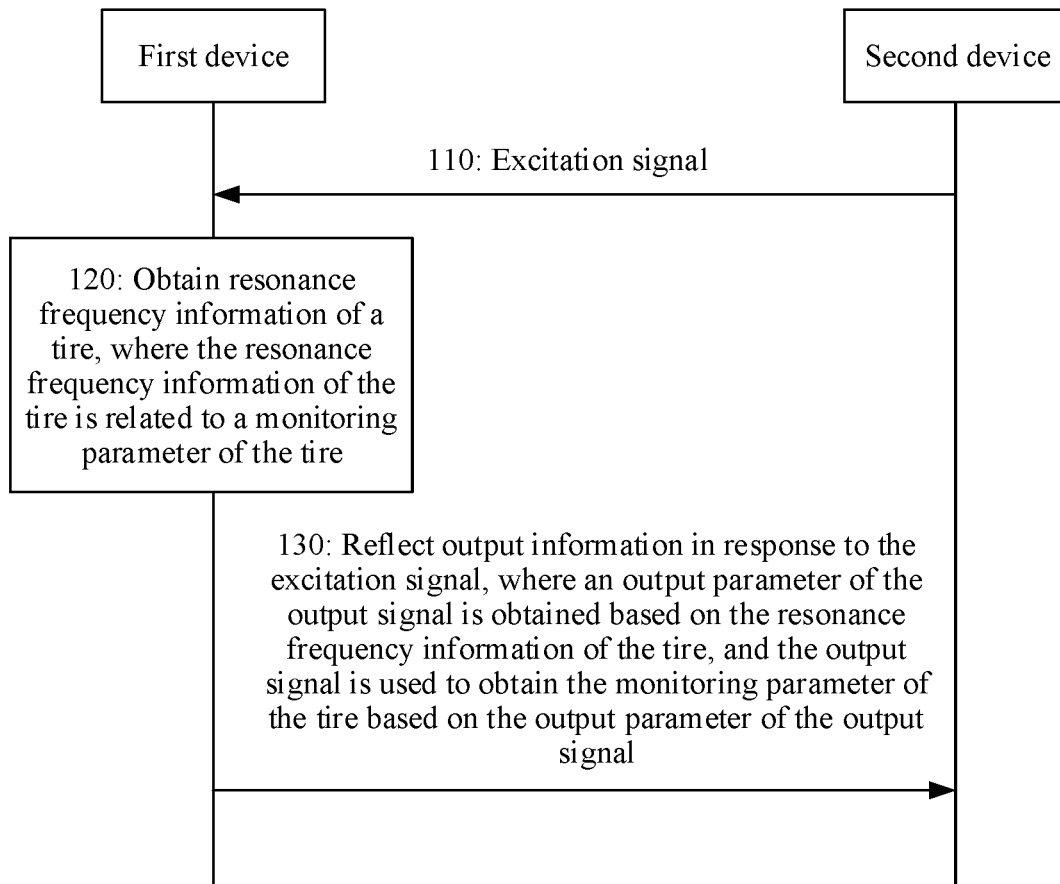 First device
Second device
110: Excitation signal
120: Obtain resonance
frequency information of a
tire, where the resonance
frequency information of the
tire is related to a monitoring
parameter of the tire
130: Reflect output information in response to the
excitation signal, where an output parameter of the
output signal is obtained based on the resonance
frequency information of the tire, and the output
signal is used to obtain the monitoring parameter of
the tire based on the output parameter of the output
signal